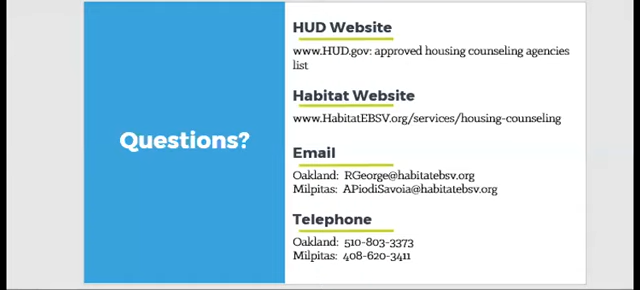 Questions?
HUD Website
www.HUD.gov: approved housing counseling agencies
list
Habitat Website
www.HabitatEBSV.org/services/housing-counseling
Email
Oakland: RGeorge@habitatebsv.org
Milpitas: APiodiSavoia@habitatebsv.org
Telephone
Oakland: 510-803-3373
Milpitas: 408-620-3411